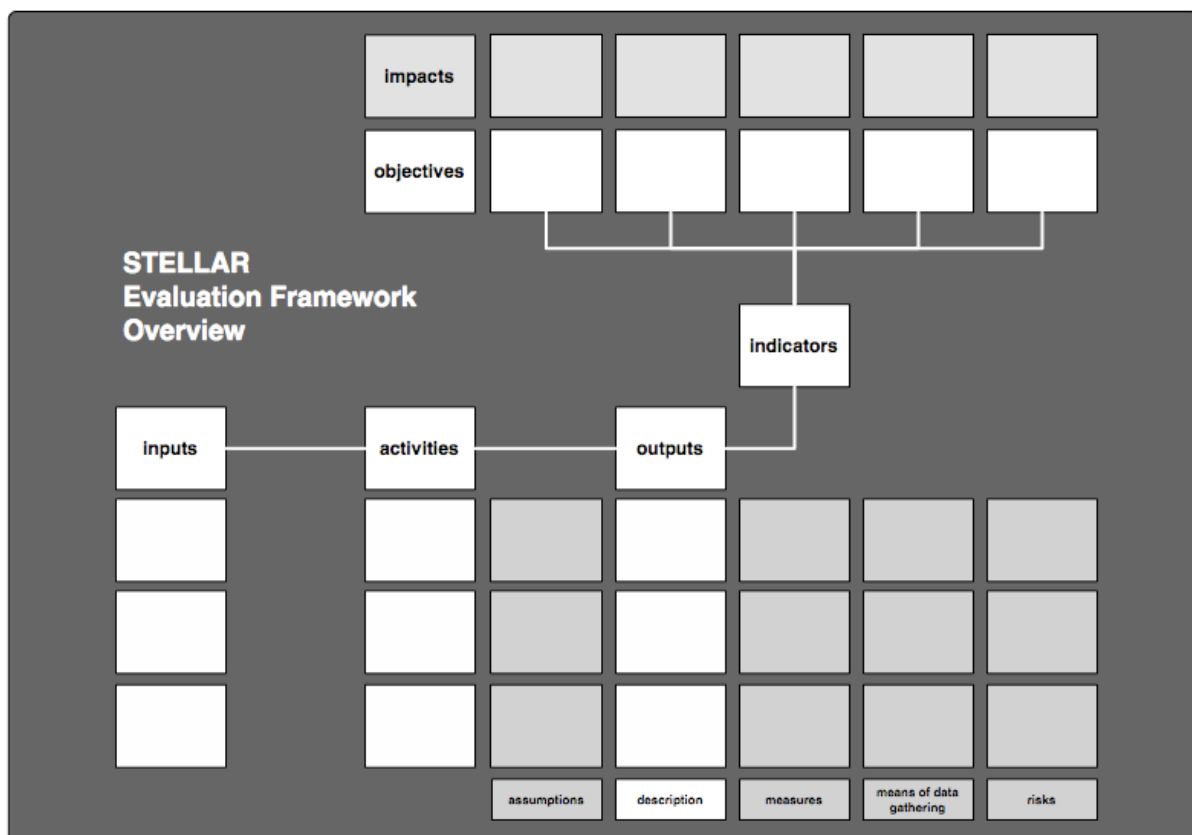 impacts
objectives
STELLAR
Evaluation Framework
Overview
indicators
inputs
activities
outputs
assumptions
description
measures
means of data
gathering
risks